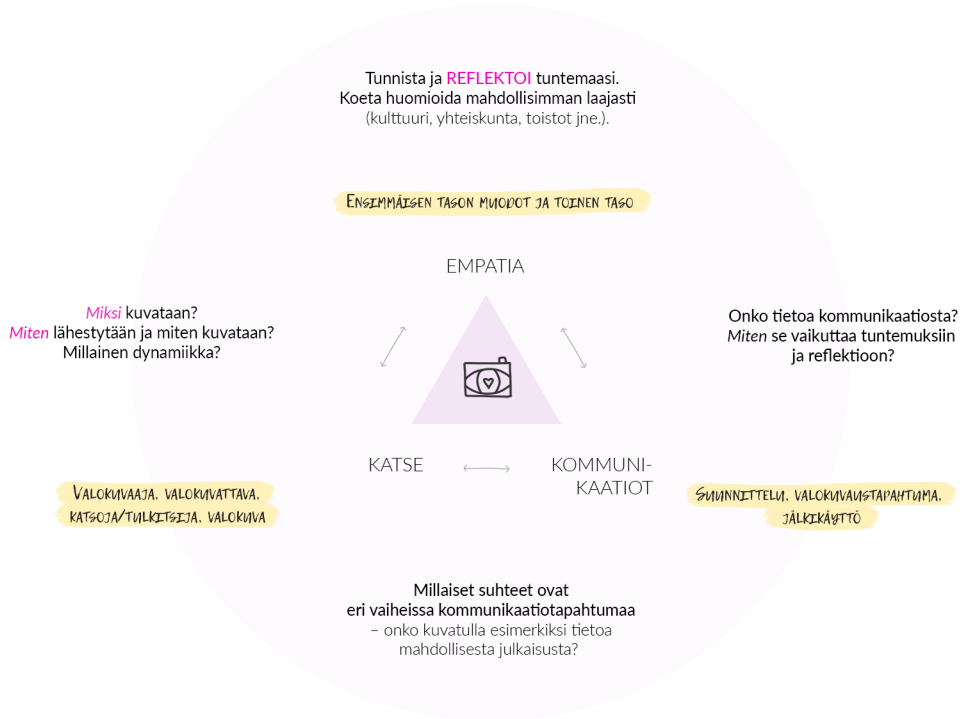 Tunnista ja REFLEKTOI tuntemaasi.
Koeta huomioida mahdollisimman laajasti
(kulttuuri, yhteiskunta, toistot jne.).
ENSIMMÄISEN TASON MUODOT JA TOINEN TASO
EMPATIA
Miksi kuvataan?
Miten lähestytään ja miten kuvataan?
Millainen dynamiikka?
Onko tietoa kommunikaatiosta?
Miten se vaikuttaa tuntemuksiin
ja reflektioon?
KATSE
KOMMUNI-
KAATIOT
VALOKUVAAJA, VALOKUVATTAVA,
KATSOJA/TULKITSIJA, VALOKUVA
SUUNNITTELU, VALOKUVAUSTAPAHTUMA,
JÄLKIKÄYTTÖ
Millaiset suhteet ovat
eri vaiheissa kommunikaatiotapahtumaa
– onko kuvatulla esimerkiksi tietoa
mahdollisesta julkaisusta?